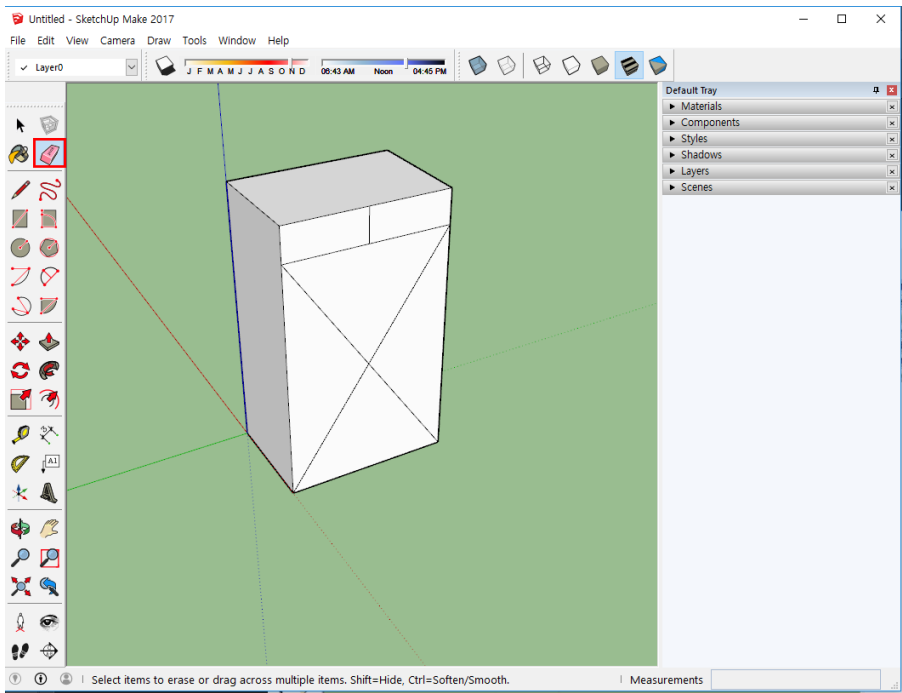 Untitled - SketchUp Make 2017
File Edit View Camera Draw Tools Window Help
Layer0
J F M A M J J A S O N D
06:43 AM Noon 04:45 PM
Default Tray
Materials
Components
Styles
Shadows
Layers
Scenes
A1
Select items to erase or drag across multiple items. Shift=Hide, Ctrl=Soften/Smooth.
Measurements